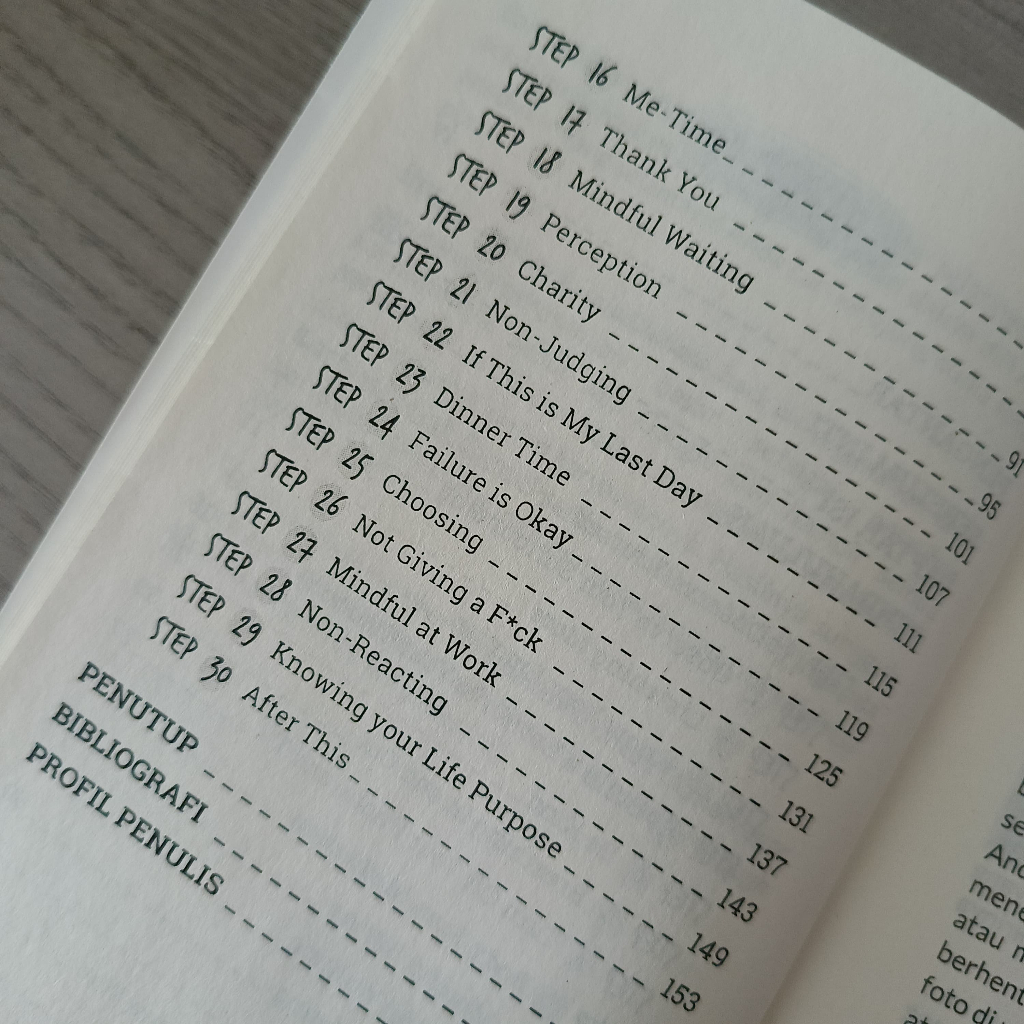 STEP 16 Me-Time
STEP 17 Thank You
STEP 18 Mindful Waiting 91
STEP 19 Perception 95
STEP 20 Charity 101
STEP 21 Non-Judging 107
STEP 22 If This is My Last Day 111
STEP 23 Dinner Time 115
STEP 24 Failure is Okay 119
STEP 25 Choosing 125
STEP 26 Not Giving a F*ck 131
STEP 27 Mindful at Work 137
STEP 28 Non-Reacting 143
STEP 29 Knowing your Life Purpose 149
STEP 30 After This 153
PENUTUP
BIBLIOGRAFI
PROFIL PENULIS
atau
foto di